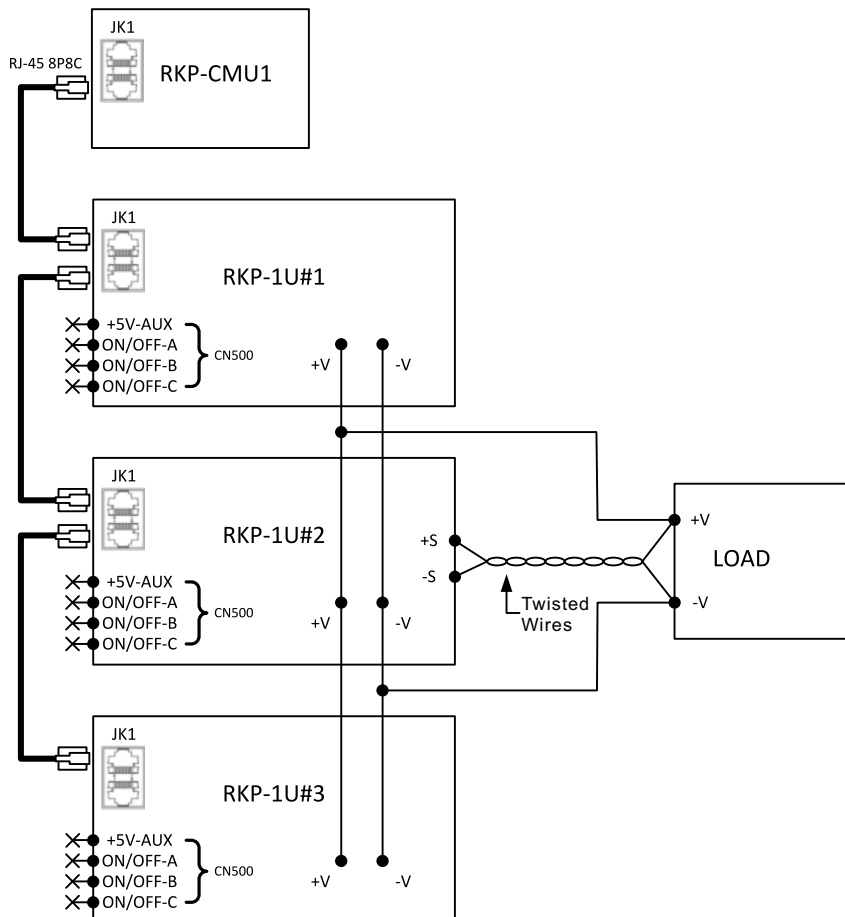 JK1
RJ-45 8P8C
RKP-CMU1
JK1
RKP-1U#1
+5V-AUX
ON/OFF-A
ON/OFF-B
ON/OFF-C
CN500
+V
-V
JK1
RKP-1U#2
+S
-S
+5V-AUX
ON/OFF-A
ON/OFF-B
ON/OFF-C
CN500
+V
-V
Twisted
Wires
+V
LOAD
-V
JK1
RKP-1U#3
+5V-AUX
ON/OFF-A
ON/OFF-B
ON/OFF-C
CN500
+V
-V